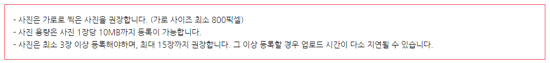 - 사진은 가로로 찍은 사진을 권장합니다. (가로 사이즈 최소 800픽셀)
- 사진 용량은 사진 1장당 10MB까지 등록이 가능합니다.
- 사진은 최소 3장 이상 등록해야하며, 최대 15장까지 권장합니다. 그 이상 등록할 경우 업로드 시간이 다소 지연될 수 있습니다.